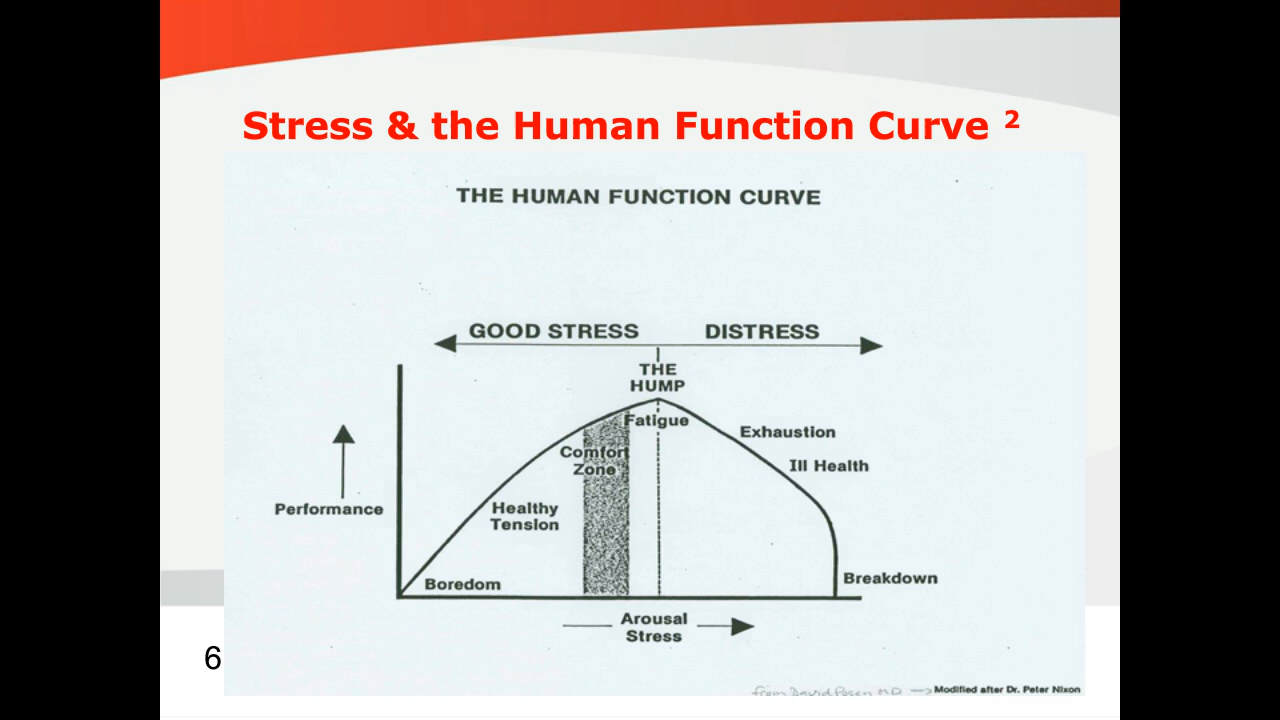 Stress & the Human Function Curve ²
THE HUMAN FUNCTION CURVE
GOOD STRESS
DISTRESS
THE
HUMP
Fatigue
Exhaustion
Comfort
Zone
Ill Health
Performance
Healthy
Tension
Boredom
Breakdown
Arousal
Stress
6
from David Posen M.D. → Modified after Dr. Peter Nixon